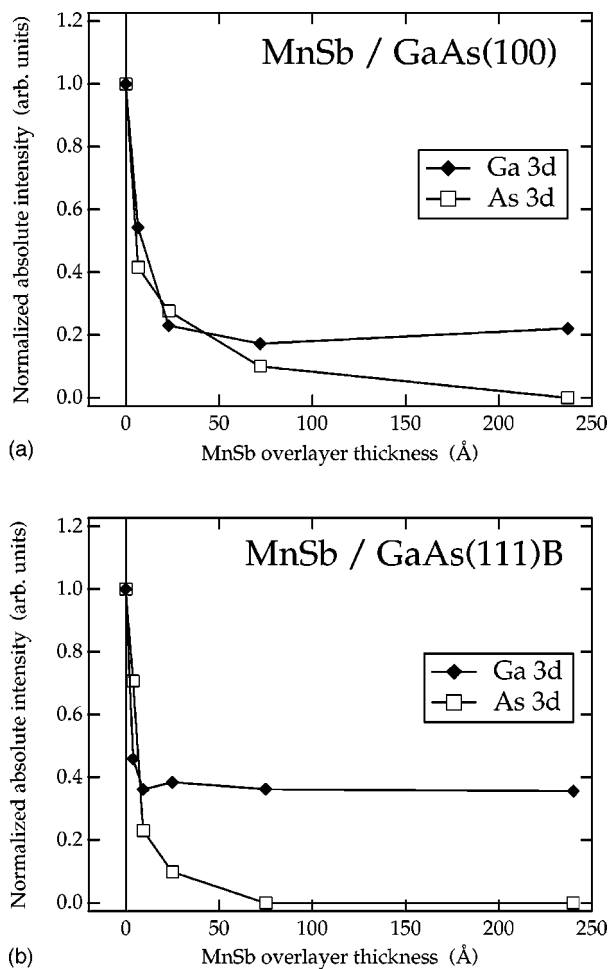 MnSb / GaAs(100)
Normalized absolute intensity (arb. units)
1.2
1.0
0.8
0.6
0.4
0.2
0.0
Ga 3d
As 3d
0
50
100
150
200
250
(a)
MnSb overlayer thickness (Å)
MnSb / GaAs(111)B
Normalized absolute intensity (arb. units)
1.2
1.0
0.8
0.6
0.4
0.2
0.0
Ga 3d
As 3d
0
50
100
150
200
250
(b)
MnSb overlayer thickness (Å)